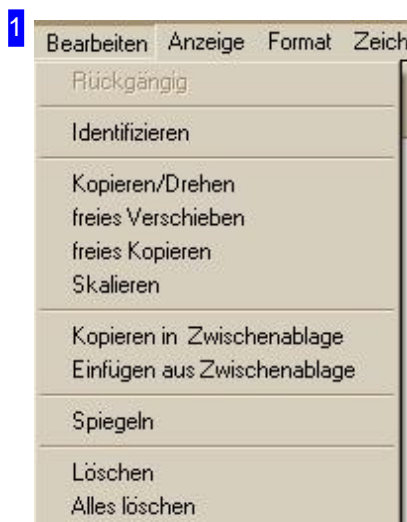 1
Bearbeiten Anzeige Format Zeich
Rückgängig
Identifizieren
Kopieren/Drehen
freies Verschieben
freies Kopieren
Skalieren
Kopieren in Zwischenablage
Einfügen aus Zwischenablage
Spiegeln
Löschen
Alles löschen